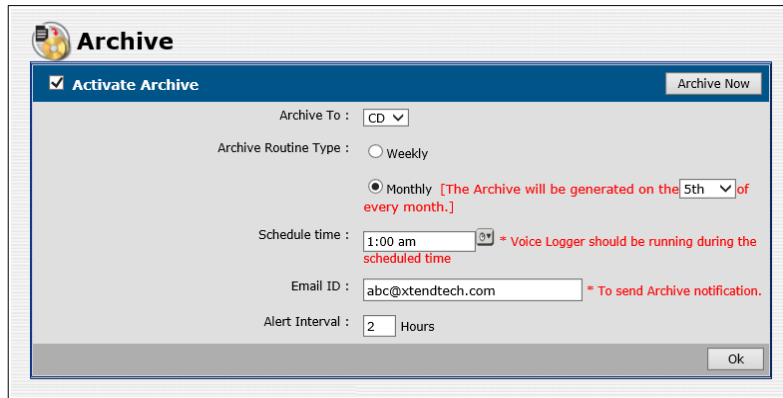 Archive
Activate Archive Archive Now
Archive To : CD
Archive Routine Type : Weekly
Monthly [The Archive will be generated on the 5th of
every month.]
Schedule time : 1:00 am * Voice Logger should be running during the
scheduled time
Email ID : abc@xtendtech.com * To send Archive notification.
Alert Interval : 2 Hours
Ok